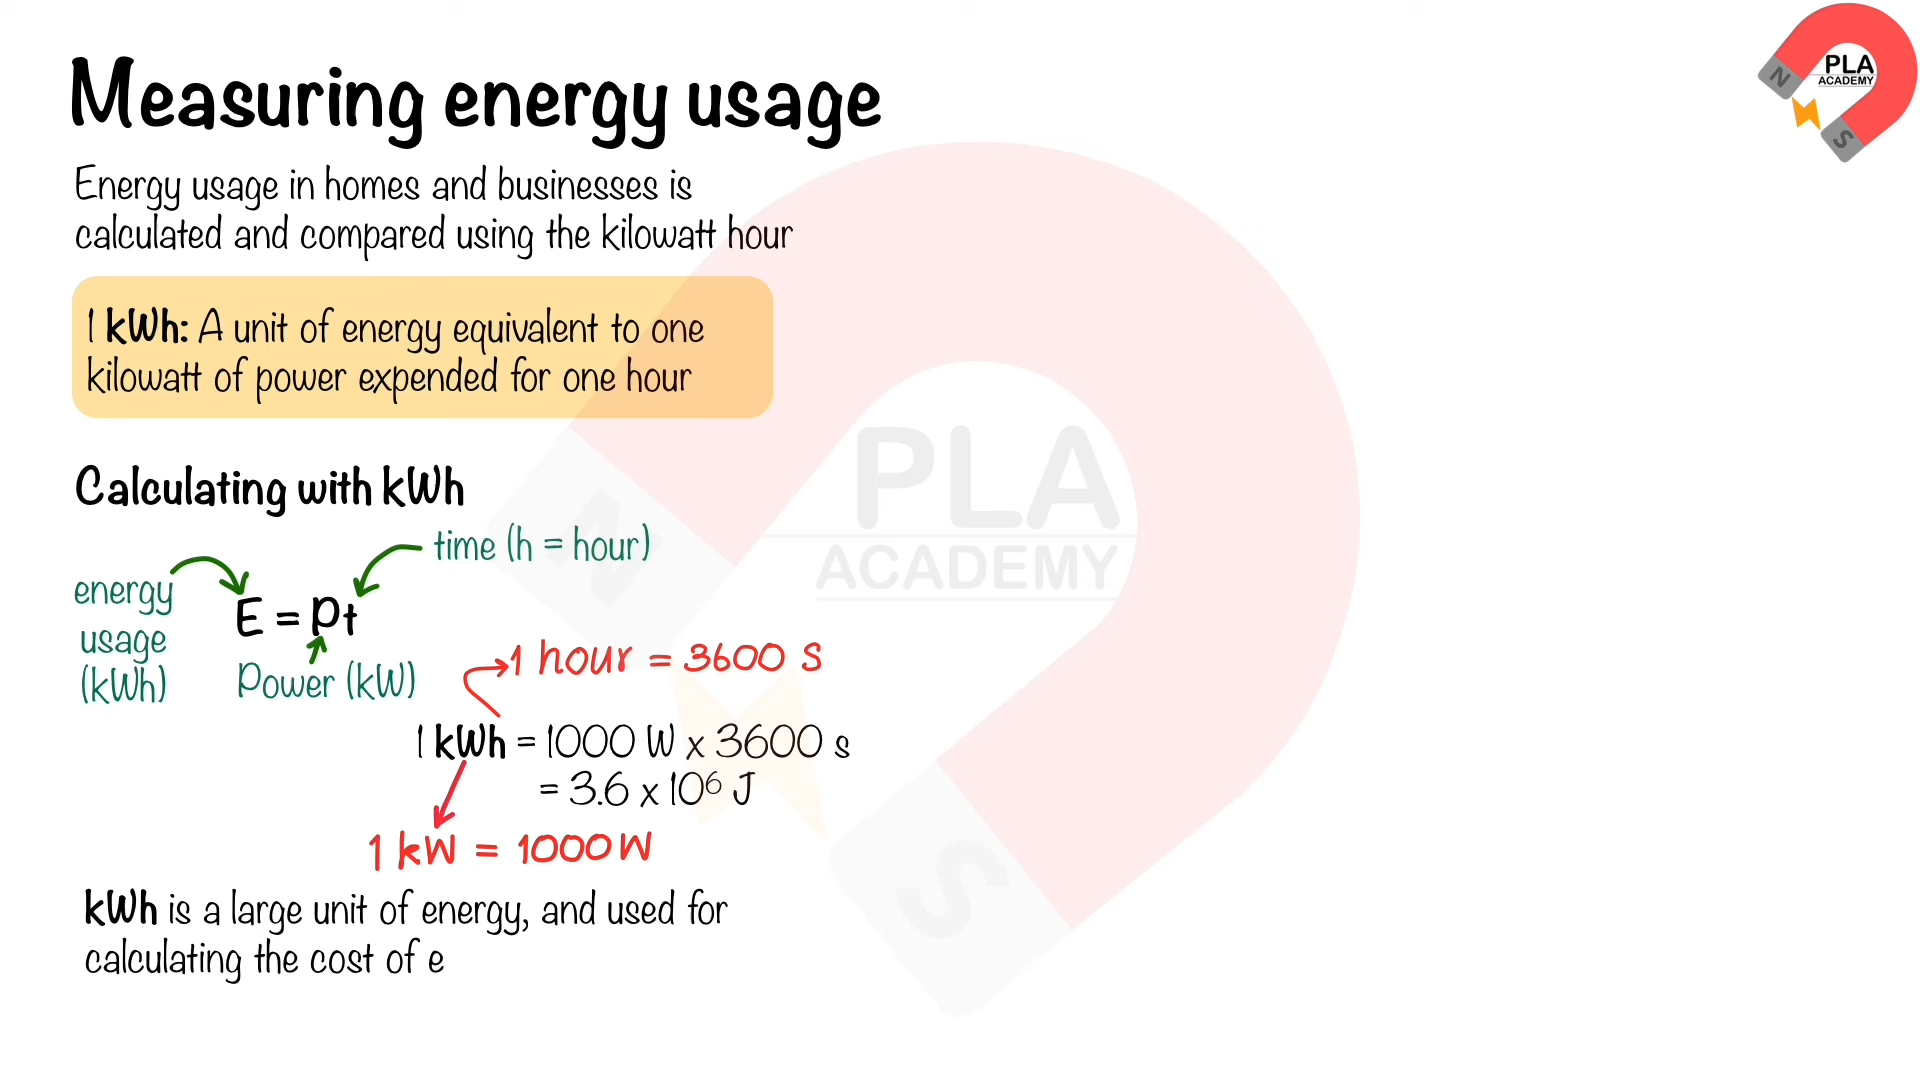 Measuring energy usage
Energy usage in homes and businesses is
calculated and compared using the kilowatt hour
1 kWh: A unit of energy equivalent to one
kilowatt of power expended for one hour
Calculating with kWh
time (h = hour)
energy
usage
(kWh)
E = Pt
Power (kW)
1 hour = 3600 s
1 kWh = 1000 W x 3600 s
= 3.6 x 10⁶ J
1 kW = 1000W
kWh is a large unit of energy, and used for
calculating the cost of e
N
PLA
ACADEMY
S
N
PLA
ACADEMY
S